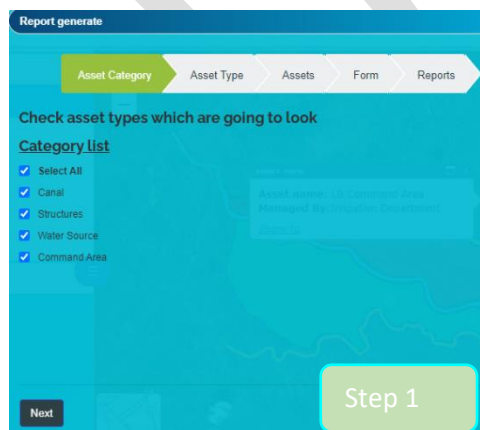 Report generate
Asset Category Asset Type Assets Form Reports
Check asset types which are going to look
Category list
Select All
Canal
Structures
Water Source
Command Area
Asset name: LB Command Area
Managed By: Irrigation Department
Step 1
Next